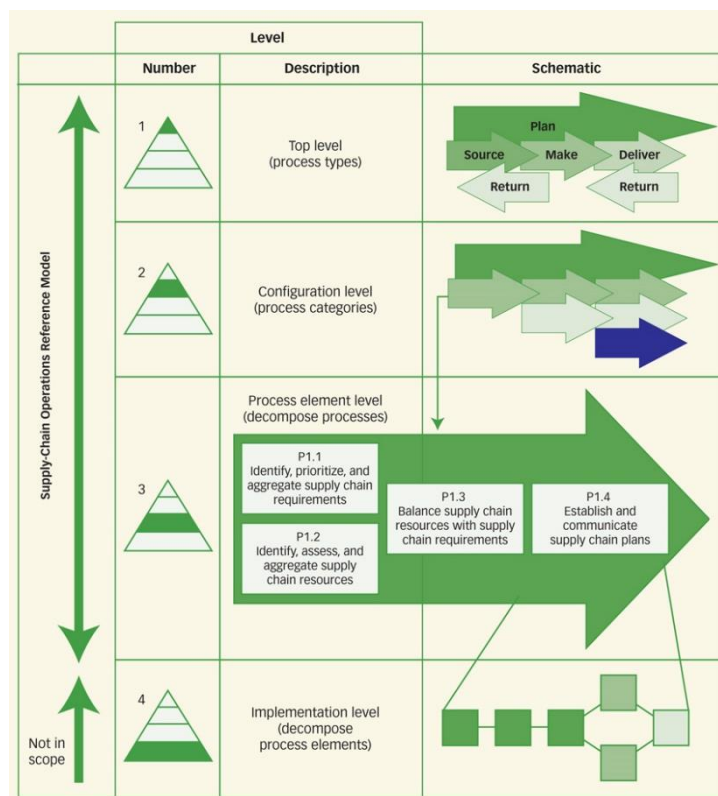 Level
Number
Description
Schematic
Supply-Chain Operations Reference Model
1
Top level
(process types)
Plan
Source
Make
Deliver
Return
Return
2
Configuration level
(process categories)
3
Process element level
(decompose processes)
P1.1
Identify, prioritize, and
aggregate supply chain
requirements
P1.2
Identify, assess, and
aggregate supply
chain resources
P1.3
Balance supply chain
resources with supply
chain requirements
P1.4
Establish and
communicate
supply chain plans
Not in
scope
4
Implementation level
(decompose
process elements)